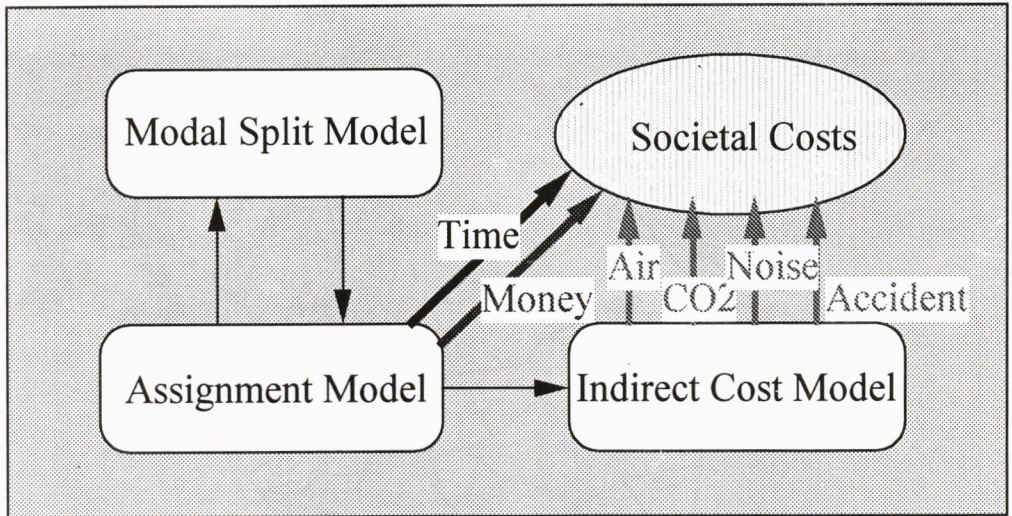 Modal Split Model
Societal Costs
Time
Money
Air
CO2
Noise
Accident
Assignment Model
Indirect Cost Model